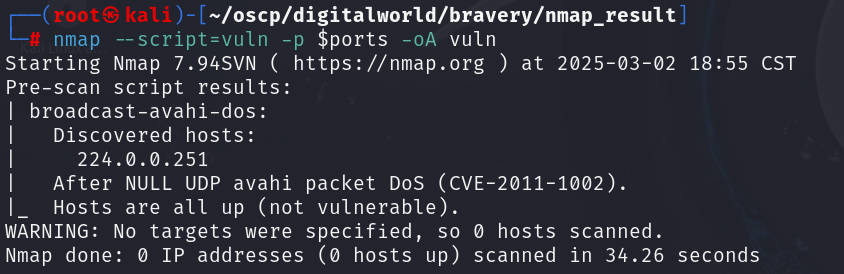 ┌──(root㉿kali)-[~/oscp/digitalworld/bravery/nmap_result]
└─# nmap --script=vuln -p $ports -oA vuln
Starting Nmap 7.94SVN ( https://nmap.org ) at 2025-03-02 18:55 CST
Pre-scan script results:
| broadcast-avahi-dos:
|   Discovered hosts:
|     224.0.0.251
|   After NULL UDP avahi packet DoS (CVE-2011-1002).
|_  Hosts are all up (not vulnerable).
WARNING: No targets were specified, so 0 hosts scanned.
Nmap done: 0 IP addresses (0 hosts up) scanned in 34.26 seconds